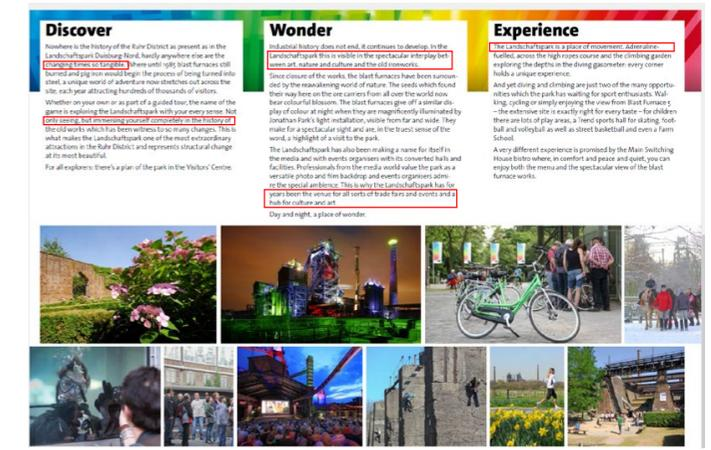 Discover
Nowhere is the history of the Ruhr District as present as in the
Landschaftspark Duisburg-Nord, hardly anywhere else are the
changing times so tangible. Where until 1985 blast furnaces still
burned and pig iron would begin the process of being turned into
steel, a unique world of adventure now stretches out across the
site, each year attracting hundreds of thousands of visitors.
Whether on your own or as part of a guided tour, the name of the
game is exploring the Landschaftspark with your every sense. Not
only seeing, but immersing yourself completely in the history of
the old works which has been witness to so many changes. This is
what makes the Landschaftspark one of the most extraordinary
attractions in the Ruhr District and represents structural change
at its most beautiful.
For all explorers: there's a plan of the park in the Visitors' Centre.
Wonder
Industrial history does not end, it continues to develop. In the
Landschaftspark this is visible in the spectacular interplay bet-
ween art, nature and culture and the old ironworks.
Since closure of the works, the blast furnaces have been surroun-
ded by the reawakening world of nature. The seeds which found
their way here on the ore carriers from all over the world now
bear colourful blossom. The blast furnaces give off a similar dis-
play of colour at night when they are magnificently illuminated by
Jonathan Park's light installation, visible from far and wide. They
make for a spectacular sight and are, in the truest sense of the
word, a highlight of a visit to the park.
The Landschaftspark has also been making a name for itself in
the media and with events organisers with its converted halls and
facilities. Professionals from the media world value the park as a
versatile photo and film backdrop and events organisers admi-
re the special ambience. This is why the Landschaftspark has for
years been the venue for all sorts of trade fairs and events and a
hub for culture and art.
Day and night, a place of wonder.
Experience
The Landschaftspark is a place of movement. Adrenaline-
fuelled, across the high ropes course and the climbing garden
exploring the depths in the diving gasometer: every corner
holds a unique experience.
And yet diving and climbing are just two of the many opportu-
nities which the park has waiting for sport enthusiasts. Wal-
king, cycling or simply enjoying the view from Blast Furnace 5
– the extensive site is exactly right for every taste – for children
there are lots of play areas, a Trend sports hall for skating, foot-
ball and volleyball as well as street basketball and even a Farm
School.
A very different experience is promised by the Main Switching
House bistro where, in comfort and peace and quiet, you can
enjoy both the menu and the spectacular view of the blast
furnace works.